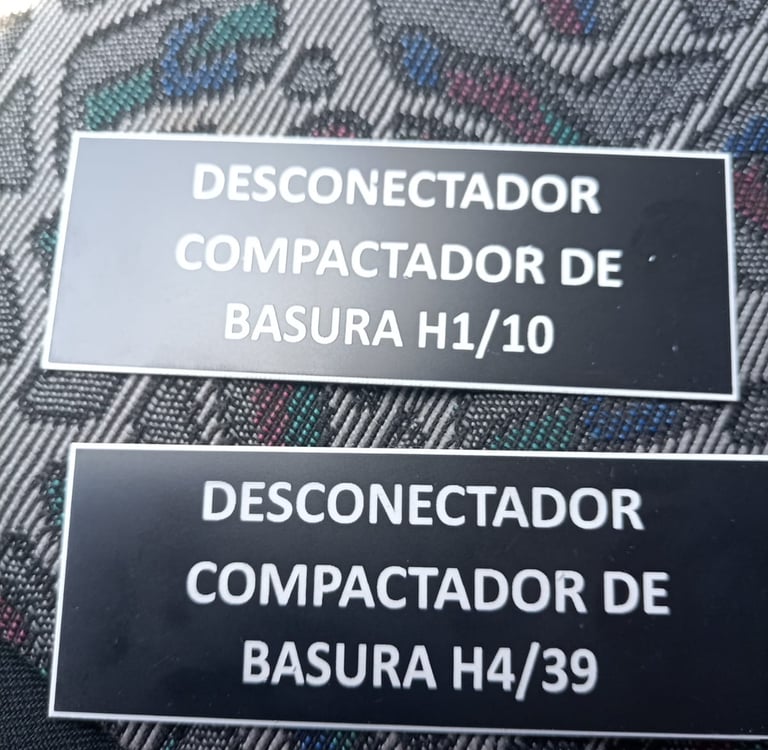 DESCONECTADOR
COMPACTADOR DE
BASURA H1/10
DESCONECTADOR
COMPACTADOR DE
BASURA H4/39